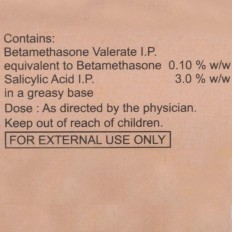 Contains:
Betamethasone Valerate I.P.
equivalent to Betamethasone 0.10 % w/w
Salicylic Acid I.P. 3.0 % w/w
in a greasy base
Dose : As directed by the physician.
Keep out of reach of children.
FOR EXTERNAL USE ONLY